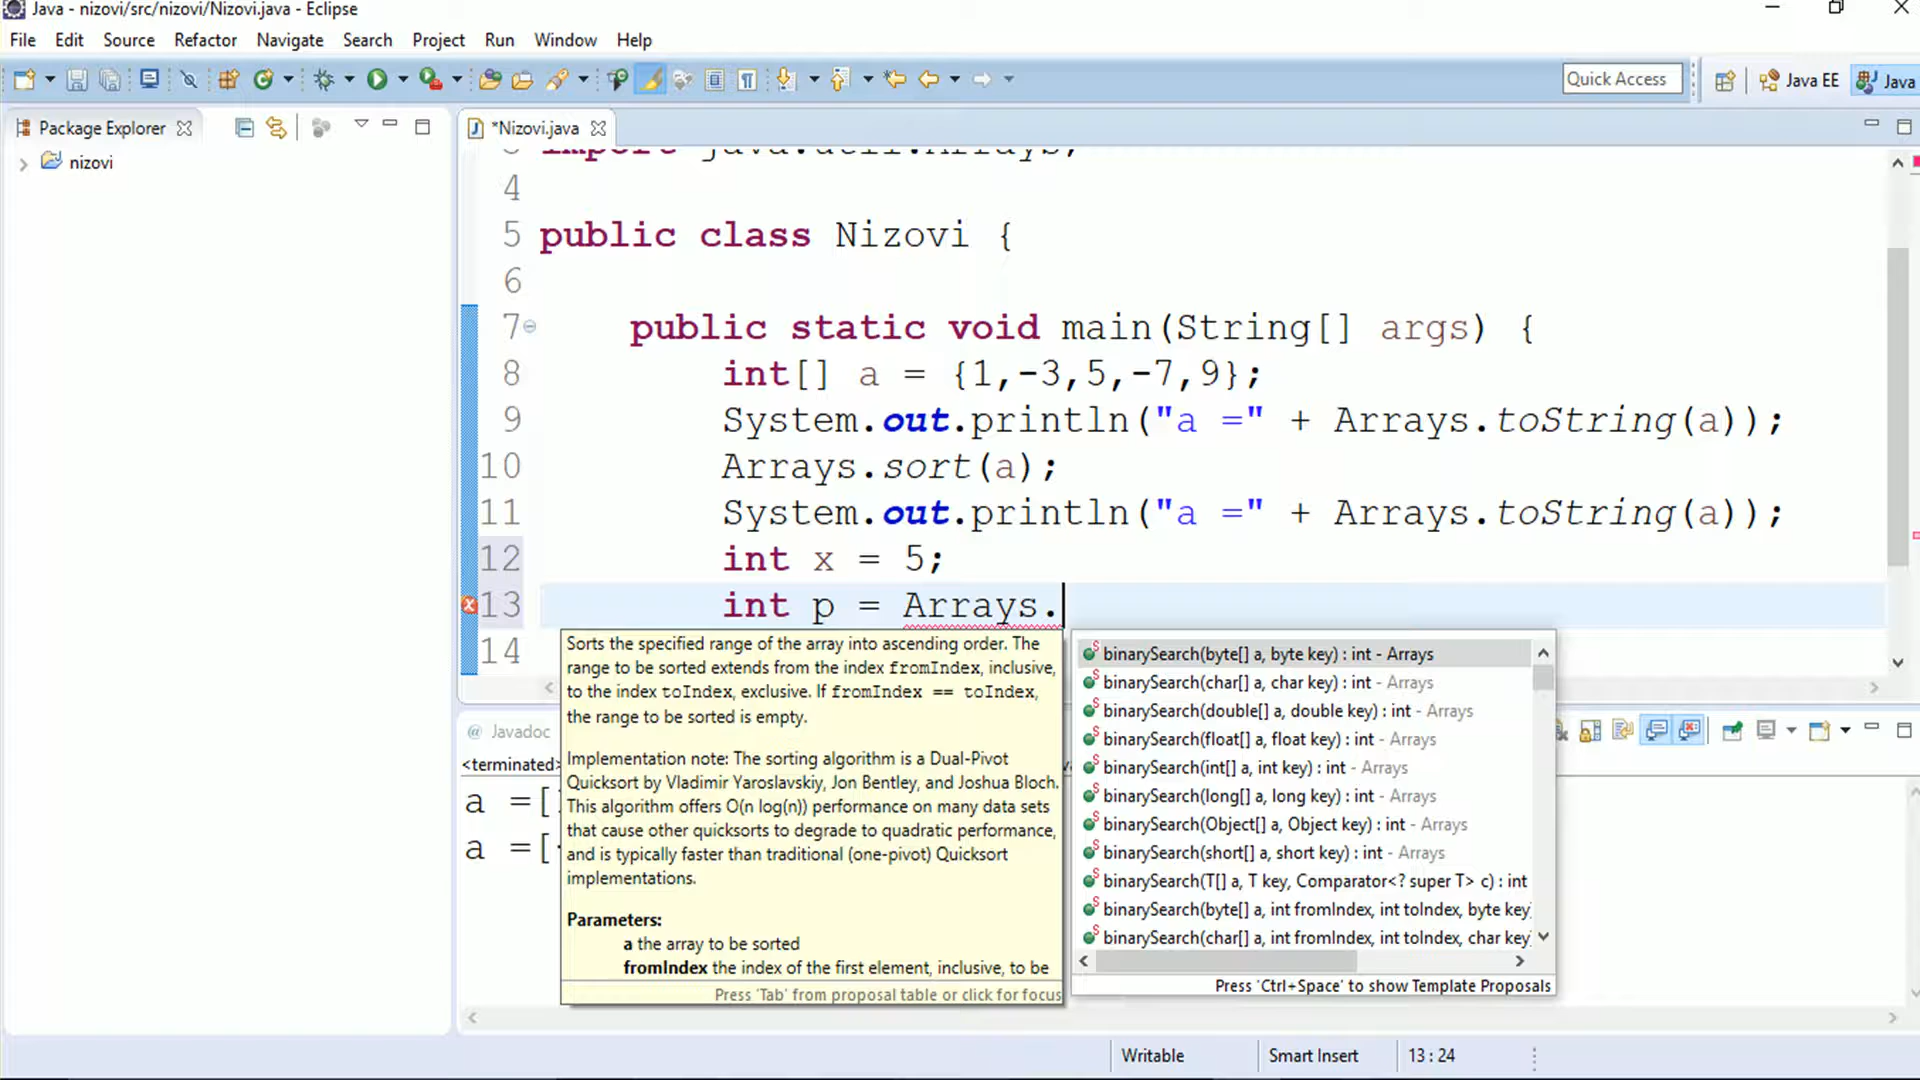 Java - nizovi/src/nizovi/Nizovi.java - Eclipse
File Edit Source Refactor Navigate Search Project Run Window Help
Quick Access Java EE Java
Package Explorer
*Nizovi.java
nizovi
3 import java.util.Arrays;
4
5 public class Nizovi {
6
7 public static void main(String[] args) {
8 int[] a = {1,-3,5,-7,9};
9 System.out.println("a =" + Arrays.toString(a));
10 Arrays.sort(a);
11 System.out.println("a =" + Arrays.toString(a));
12 int x = 5;
13 int p = Arrays.
14
Sorts the specified range of the array into ascending order. The
range to be sorted extends from the index fromIndex, inclusive,
to the index toIndex, exclusive. If fromIndex == toIndex,
the range to be sorted is empty.
Implementation note: The sorting algorithm is a Dual-Pivot
Quicksort by Vladimir Yaroslavskiy, Jon Bentley, and Joshua Bloch.
This algorithm offers O(n log(n)) performance on many data sets
that cause other quicksorts to degrade to quadratic performance,
and is typically faster than traditional (one-pivot) Quicksort
implementations.
Parameters:
a the array to be sorted
fromIndex the index of the first element, inclusive, to be
Press 'Tab' from proposal table or click for focus
binarySearch(byte[] a, byte key) : int - Arrays
binarySearch(char[] a, char key) : int - Arrays
binarySearch(double[] a, double key) : int - Arrays
binarySearch(float[] a, float key) : int - Arrays
binarySearch(int[] a, int key) : int - Arrays
binarySearch(long[] a, long key) : int - Arrays
binarySearch(Object[] a, Object key) : int - Arrays
binarySearch(short[] a, short key) : int - Arrays
binarySearch(T[] a, T key, Comparator<? super T> c) : int
binarySearch(byte[] a, int fromIndex, int toIndex, byte key
binarySearch(char[] a, int fromIndex, int toIndex, char key
Press 'Ctrl+Space' to show Template Proposals
@ Javadoc
<terminated>
a =[
a =[
Writable Smart Insert 13 : 24